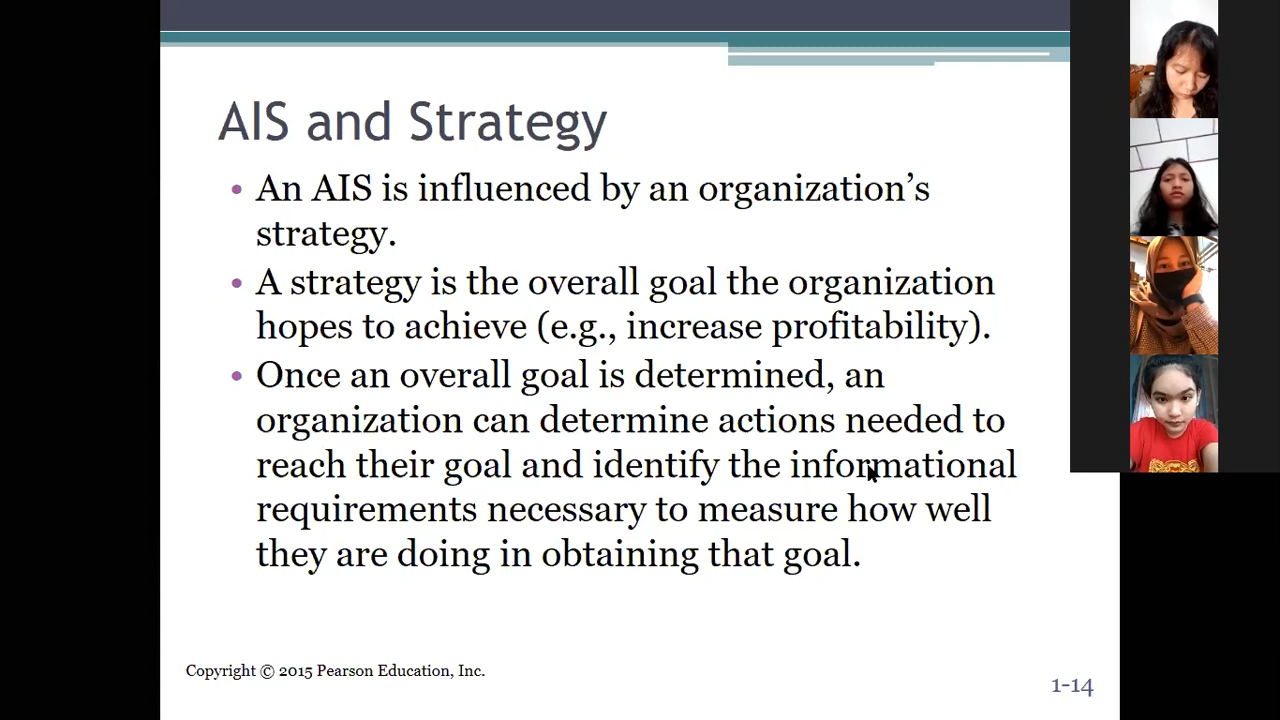 AIS and Strategy
• An AIS is influenced by an organization’s
strategy.
• A strategy is the overall goal the organization
hopes to achieve (e.g., increase profitability).
• Once an overall goal is determined, an
organization can determine actions needed to
reach their goal and identify the informational
requirements necessary to measure how well
they are doing in obtaining that goal.
Copyright © 2015 Pearson Education, Inc.
1-14